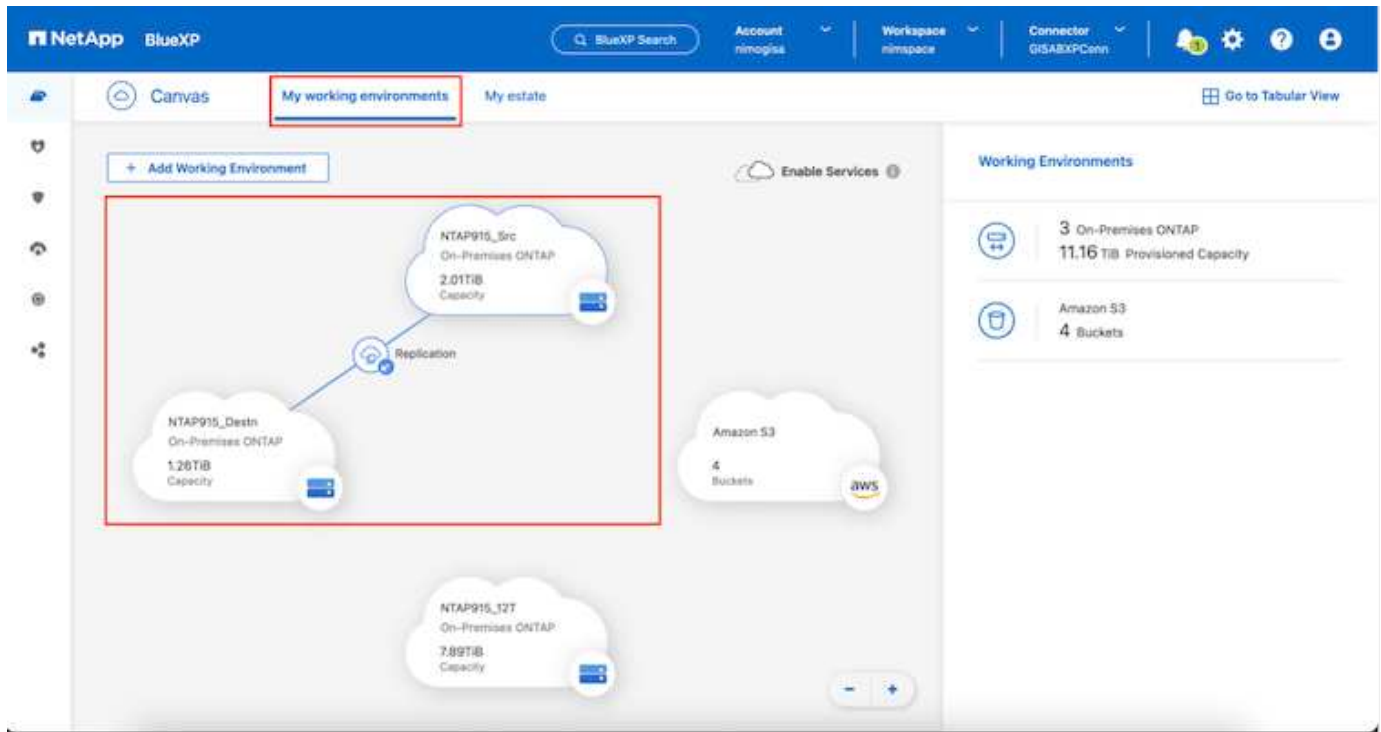 NetApp BlueXP
BlueXP Search
Account
nimogisa
Workspace
nimspace
Connector
GISABXPConn
1
Canvas
My working environments
My estate
Go to Tabular View
+ Add Working Environment
Enable Services
Working Environments
NTAP915_Src
On-Premises ONTAP
2.01TiB
Capacity
Replication
NTAP915_Destn
On-Premises ONTAP
1.26TiB
Capacity
Amazon S3
4
Buckets
aws
NTAP915_12T
On-Premises ONTAP
7.89TiB
Capacity
- +
3 On-Premises ONTAP
11.16 TiB Provisioned Capacity
Amazon S3
4 Buckets